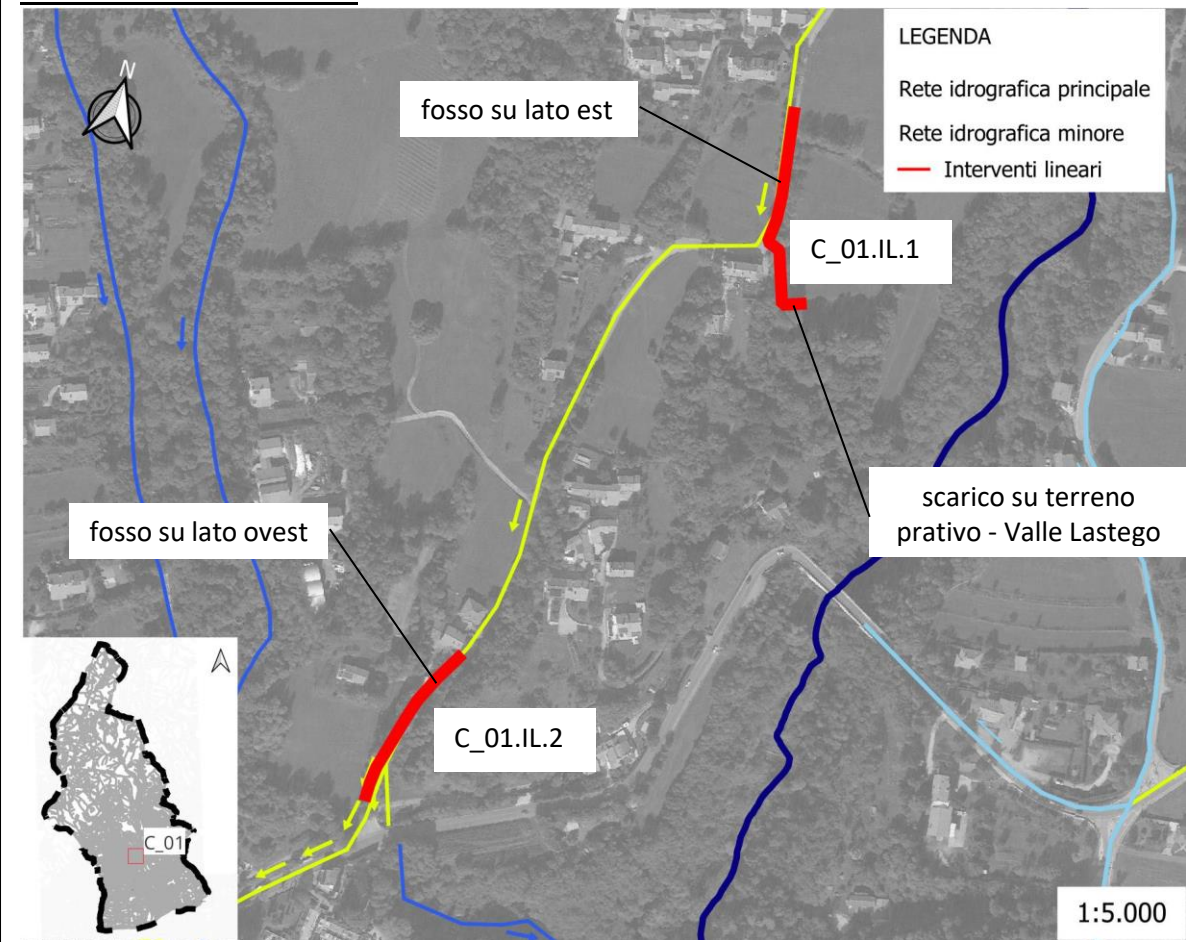 N
LEGENDA
Rete idrografica principale
Rete idrografica minore
Interventi lineari
fosso su lato est
C_01.IL.1
scarico su terreno
prativo - Valle Lastego
fosso su lato ovest
C_01.IL.2
C_01
1:5.000